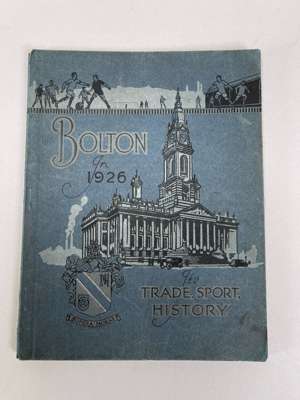 BOLTON
In
1926
Its
TRADE, SPORT,
HISTORY